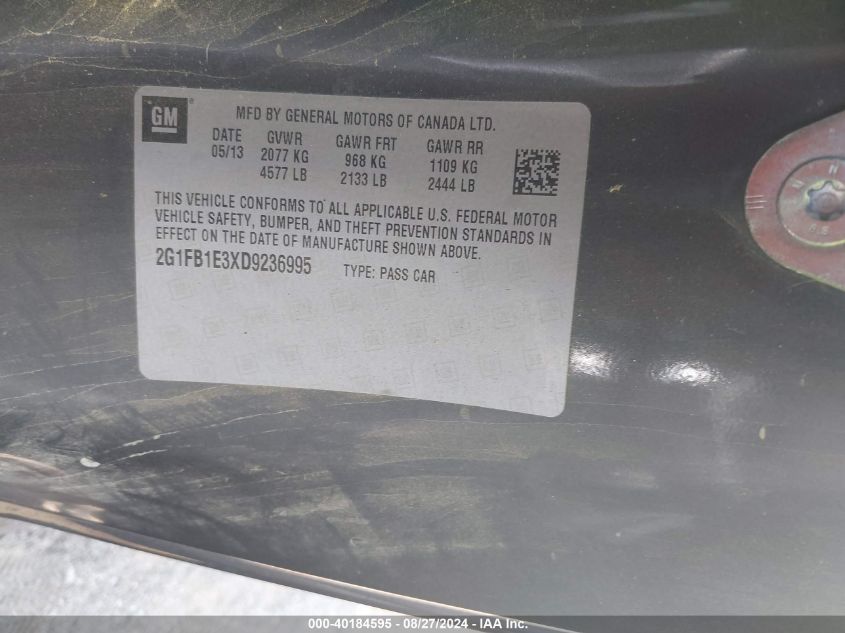 GM ®
MFD BY GENERAL MOTORS OF CANADA LTD.
DATE GVWR GAWR FRT GAWR RR
05/13 2077 KG 968 KG 1109 KG
4577 LB 2133 LB 2444 LB
THIS VEHICLE CONFORMS TO ALL APPLICABLE U.S. FEDERAL MOTOR
VEHICLE SAFETY, BUMPER, AND THEFT PREVENTION STANDARDS IN
EFFECT ON THE DATE OF MANUFACTURE SHOWN ABOVE.
2G1FB1E3XD9236995 TYPE: PASS CAR
000-40184595 - 08/27/2024 - IAA Inc.